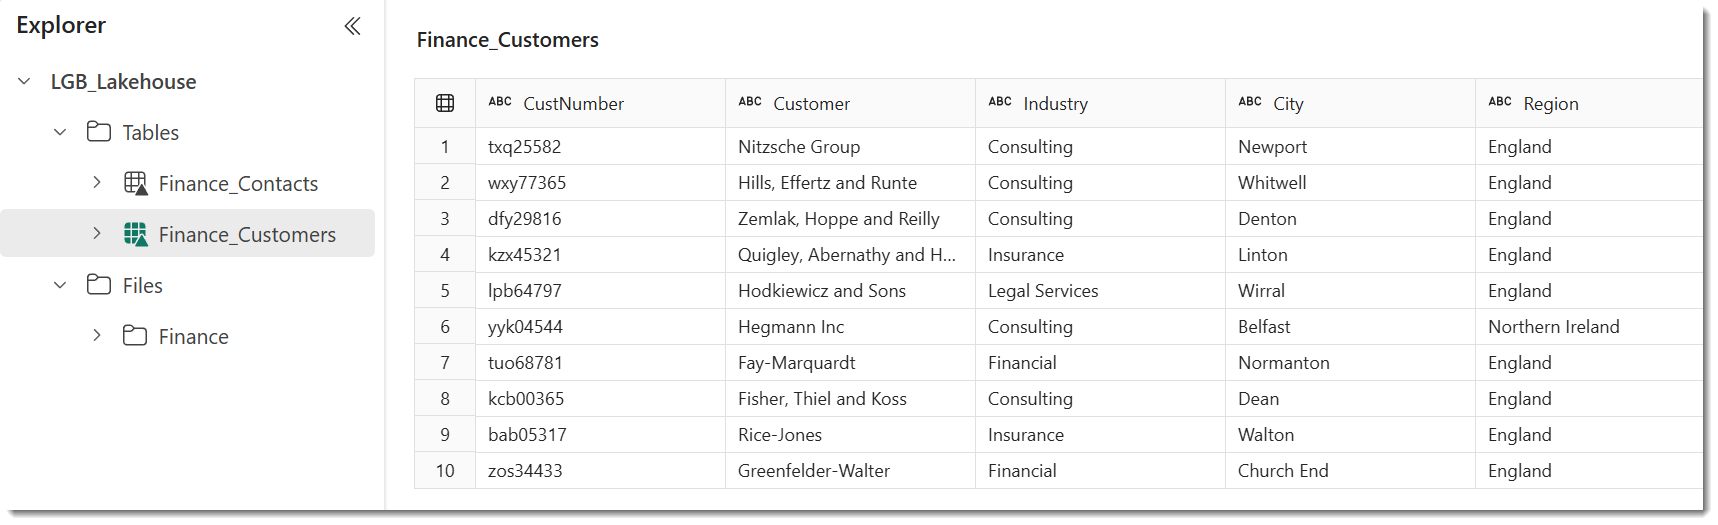 Explorer
LGB_Lakehouse
Tables
Finance_Contacts
Finance_Customers
Files
Finance
Finance_Customers
ABC CustNumber ABC Customer ABC Industry ABC City ABC Region
1 txq25582 Nitzsche Group Consulting Newport England
2 wxy77365 Hills, Effertz and Runte Consulting Whitwell England
3 dfy29816 Zemlak, Hoppe and Reilly Consulting Denton England
4 kzx45321 Quigley, Abernathy and H... Insurance Linton England
5 lpb64797 Hodkiewicz and Sons Legal Services Wirral England
6 yyk04544 Hegmann Inc Consulting Belfast Northern Ireland
7 tuo68781 Fay-Marquardt Financial Normanton England
8 kcb00365 Fisher, Thiel and Koss Consulting Dean England
9 bab05317 Rice-Jones Insurance Walton England
10 zos34433 Greenfelder-Walter Financial Church End England